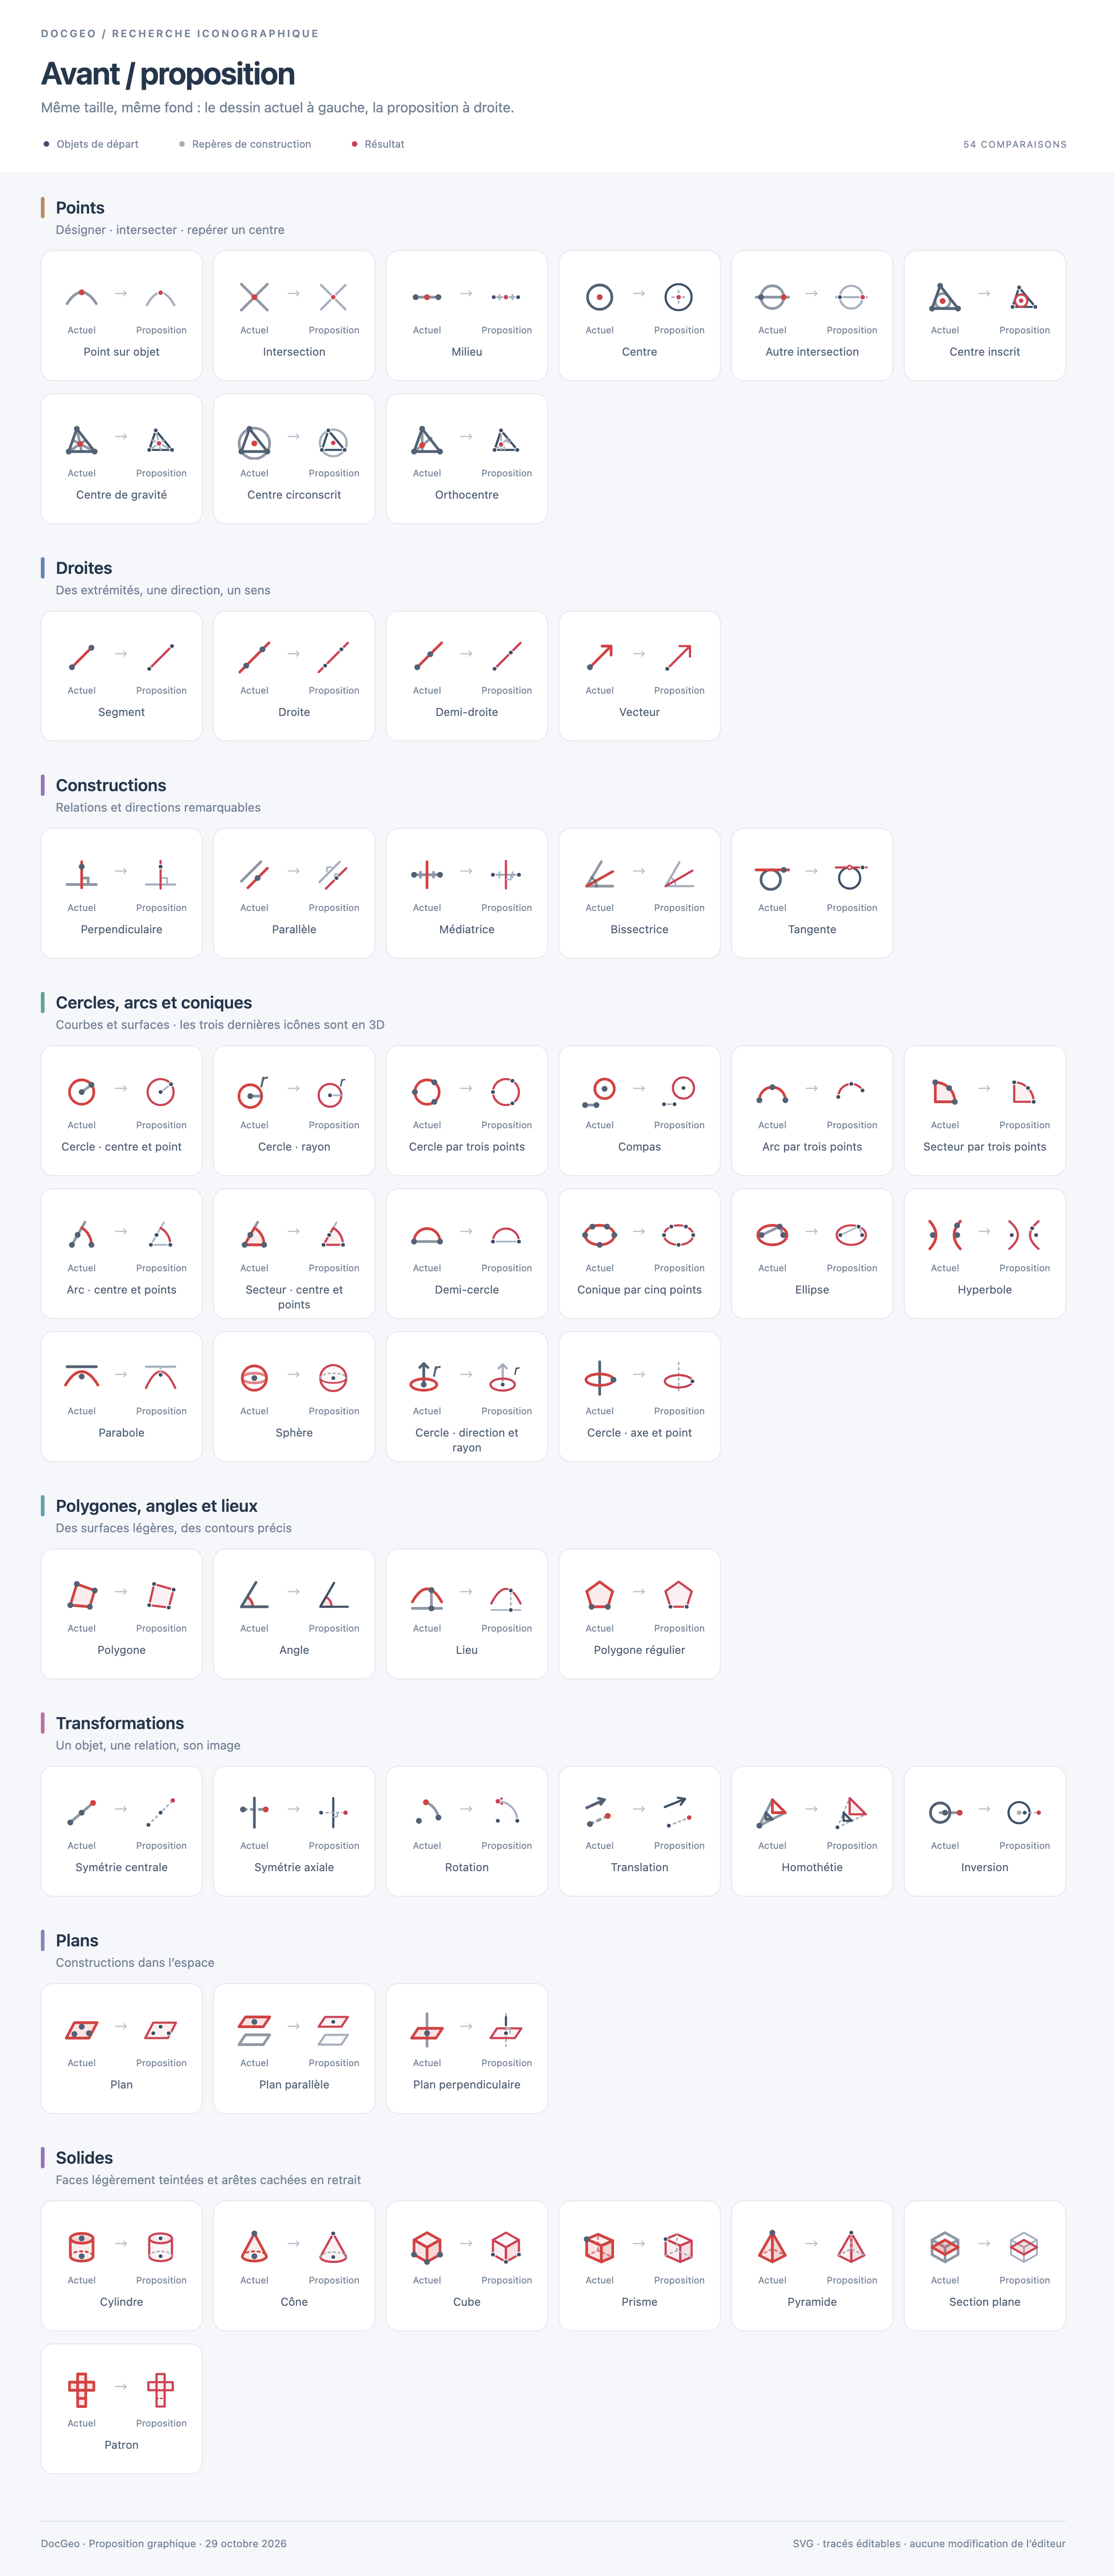 DOCGEO / RECHERCHE ICONOGRAPHIQUE
Avant / proposition
Même taille, même fond : le dessin actuel à gauche, la proposition à droite.
Objets de départ Repères de construction Résultat 54 COMPARAISONS
Points
Désigner · intersecter · repérer un centre
→ → → → → →
Actuel Proposition Actuel Proposition Actuel Proposition Actuel Proposition Actuel Proposition Actuel Proposition
Point sur objet Intersection Milieu Centre Autre intersection Centre inscrit
→ → →
Actuel Proposition Actuel Proposition Actuel Proposition
Centre de gravité Centre circonscrit Orthocentre
Droites
Des extrémités, une direction, un sens
→ → → →
Actuel Proposition Actuel Proposition Actuel Proposition Actuel Proposition
Segment Droite Demi-droite Vecteur
Constructions
Relations et directions remarquables
→ → → → →
Actuel Proposition Actuel Proposition Actuel Proposition Actuel Proposition Actuel Proposition
Perpendiculaire Parallèle Médiatrice Bissectrice Tangente
Cercles, arcs et coniques
Courbes et surfaces · les trois dernières icônes sont en 3D
→ r → r → → → →
Actuel Proposition Actuel Proposition Actuel Proposition Actuel Proposition Actuel Proposition Actuel Proposition
Cercle · centre et point Cercle · rayon Cercle par trois points Compas Arc par trois points Secteur par trois points
→ → → → → →
Actuel Proposition Actuel Proposition Actuel Proposition Actuel Proposition Actuel Proposition Actuel Proposition
Arc · centre et points Secteur · centre et points Demi-cercle Conique par cinq points Ellipse Hyperbole
→ → r → r →
Actuel Proposition Actuel Proposition Actuel Proposition Actuel Proposition
Parabole Sphère Cercle · direction et rayon Cercle · axe et point
Polygones, angles et lieux
Des surfaces légères, des contours précis
→ → → →
Actuel Proposition Actuel Proposition Actuel Proposition Actuel Proposition
Polygone Angle Lieu Polygone régulier
Transformations
Un objet, une relation, son image
→ → → → → →
Actuel Proposition Actuel Proposition Actuel Proposition Actuel Proposition Actuel Proposition Actuel Proposition
Symétrie centrale Symétrie axiale Rotation Translation Homothétie Inversion
Plans
Constructions dans l’espace
→ → →
Actuel Proposition Actuel Proposition Actuel Proposition
Plan Plan parallèle Plan perpendiculaire
Solides
Faces légèrement teintées et arêtes cachées en retrait
→ → → → → →
Actuel Proposition Actuel Proposition Actuel Proposition Actuel Proposition Actuel Proposition Actuel Proposition
Cylindre Cône Cube Prisme Pyramide Section plane
→
Actuel Proposition
Patron
DocGeo · Proposition graphique · 29 octobre 2026 SVG · tracés éditables · aucune modification de l’éditeur